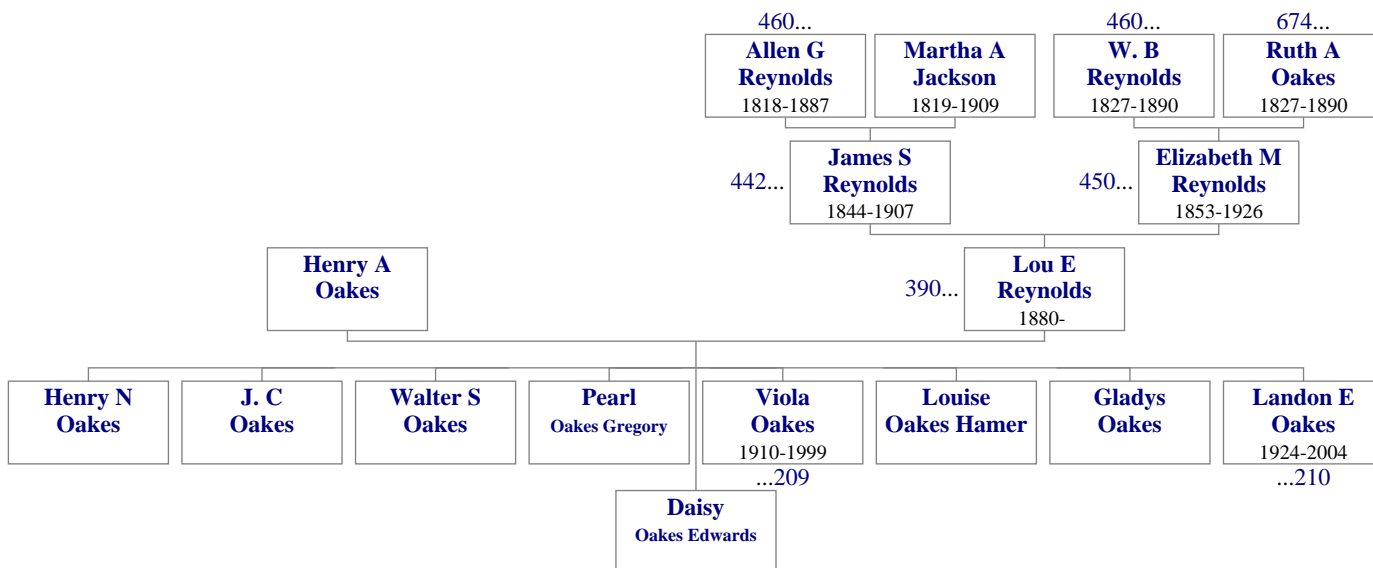 460...
460...
674...
Allen G
Reynolds
1818-1887
Martha A
Jackson
1819-1909
W. B
Reynolds
1827-1890
Ruth A
Oakes
1827-1890
442...
James S
Reynolds
1844-1907
450...
Elizabeth M
Reynolds
1853-1926
Henry A
Oakes
390...
Lou E
Reynolds
1880-
Henry N
Oakes
J. C
Oakes
Walter S
Oakes
Pearl
Oakes Gregory
Viola
Oakes
1910-1999
...209
Louise
Oakes Hamer
Gladys
Oakes
Landon E
Oakes
1924-2004
...210
Daisy
Oakes Edwards